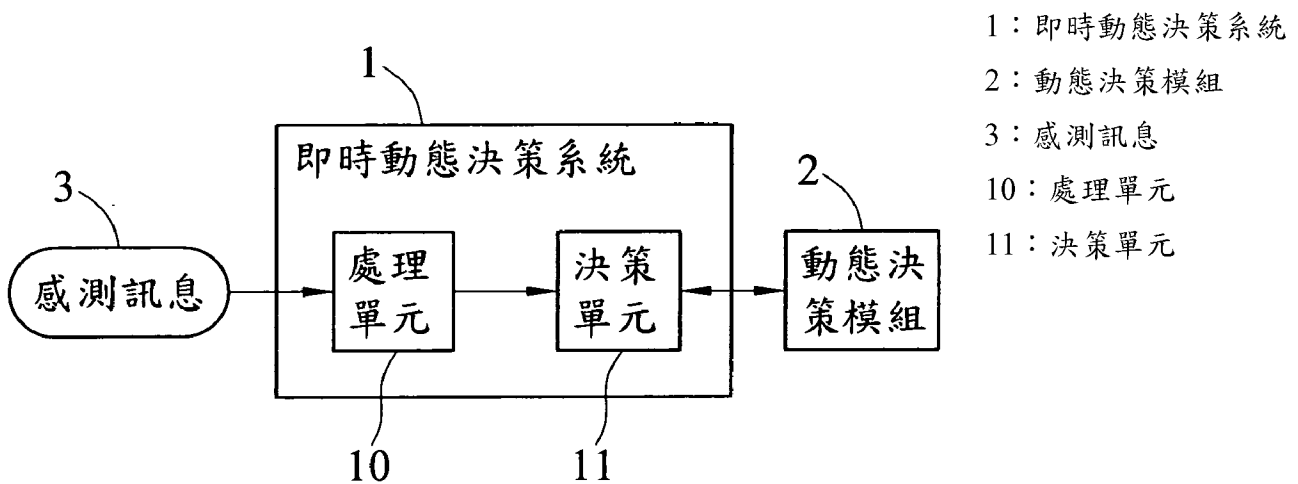 1：即時動態決策系統
2：動態決策模組
3：感測訊息
10：處理單元
11：決策單元
1
即時動態決策系統
3
2
感測訊息
處理
單元
決策
單元
動態決
策模組
10
11